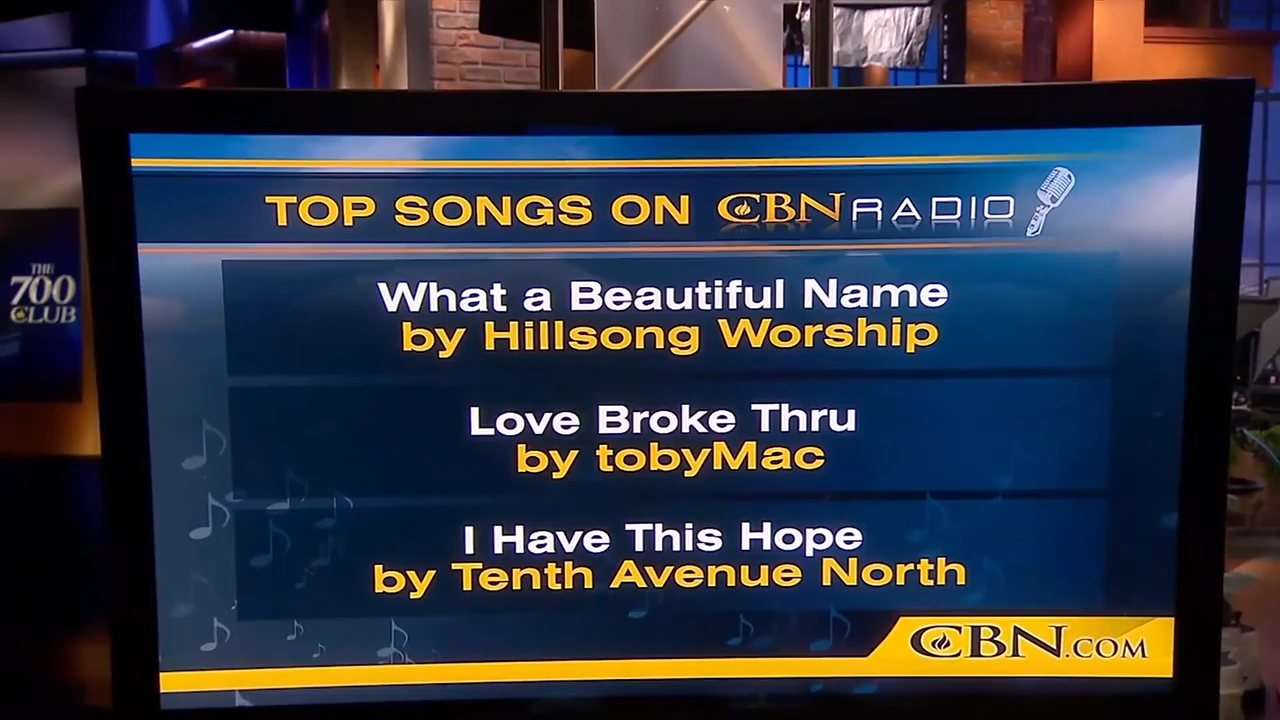 TOP SONGS ON CBN RADIO
What a Beautiful Name
by Hillsong Worship
Love Broke Thru
by tobyMac
I Have This Hope
by Tenth Avenue North
CBN.COM
THE
700
CLUB